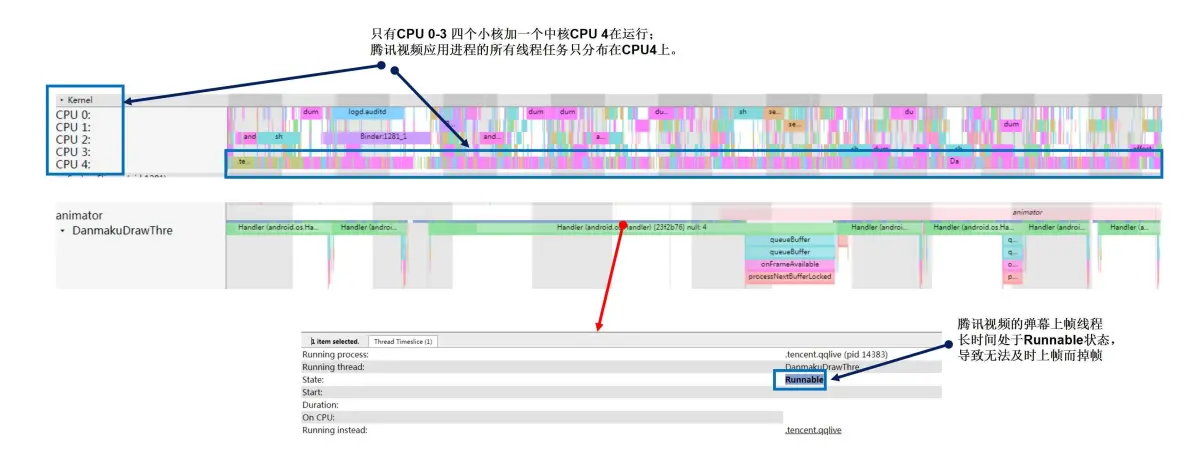 只有CPU 0-3 四个小核加一个中核CPU 4在运行；
腾讯视频应用进程的所有线程任务只分布在CPU4上。
Kernel
CPU 0:
CPU 1:
CPU 2:
CPU 3:
CPU 4:
dum
logd.auditd
dum
dum
du...
sh
se...
du
se...
dum
and
sh
Binder:1281_1
and...
a...
te...
Da
animator
animator
DanmakuDrawThre
Handler (android.os.Ha...
Handler (androi...
Handler (android.os.Handler) [23f2b76] null: 4
Handler (androi...
Handler (android.os.Ha...
Handler (androi...
Handler (a...
queueBuffer
q...
queueBuffer
q...
onFrameAvailable
o...
processNextBufferLocked
p...
腾讯视频的弹幕上帧线程
长时间处于Runnable状态，
导致无法及时上帧而掉帧
1 item selected.
Thread Timeslice (1)
Running process:
.tencent.qqlive (pid 14383)
Running thread:
DanmakuDrawThre
State:
Runnable
Start:
Duration:
On CPU:
Running instead:
.tencent.qqlive